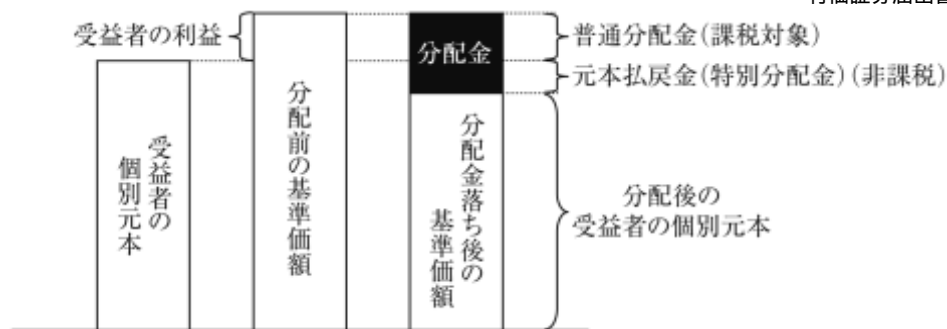 受益者の利益
受益者の
個別元本
分配前の基準価額
分配金
分配金落ち後の
基準価額
普通分配金(課税対象)
元本払戻金(特別分配金)(非課税)
分配後の
受益者の個別元本